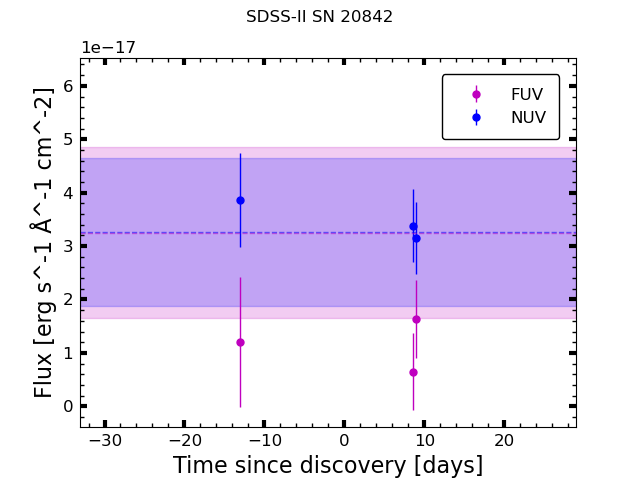 SDSS-II SN 20842
1e−17
6
5
4
3
2
1
0
Flux [erg s^-1 Å^-1 cm^-2]
FUV
NUV
−30 −20 −10 0 10 20
Time since discovery [days]